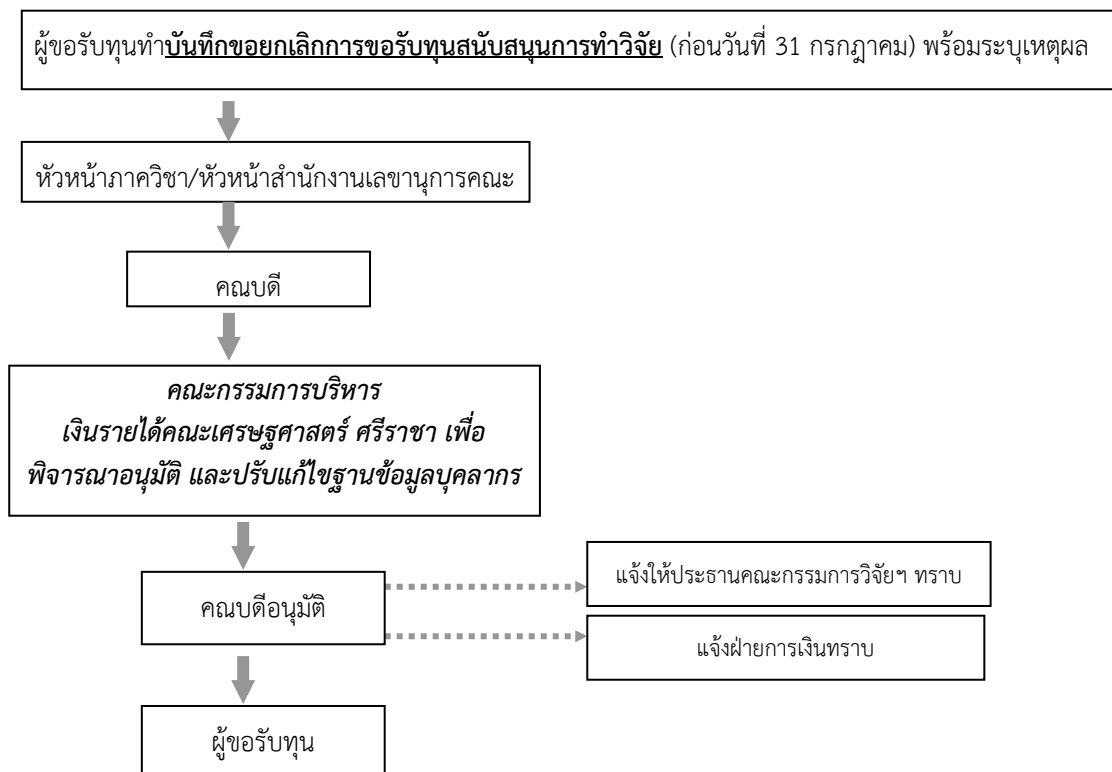 ผู้ขอรับทุนทำบันทึกขอยกเลิกการขอรับทุนสนับสนุนการทำวิจัย (ก่อนวันที่ 31 กรกฎาคม) พร้อมระบุเหตุผล
หัวหน้าภาควิชา/หัวหน้าสำนักงานเลขานุการคณะ
คณบดี
คณะกรรมการบริหาร
เงินรายได้คณะเศรษฐศาสตร์ ศรีราชา เพื่อ
พิจารณาอนุมัติ และปรับแก้ไขฐานข้อมูลบุคลากร
คณบดีอนุมัติ
แจ้งให้ประธานคณะกรรมการวิจัยฯ ทราบ
แจ้งฝ่ายการเงินทราบ
ผู้ขอรับทุน